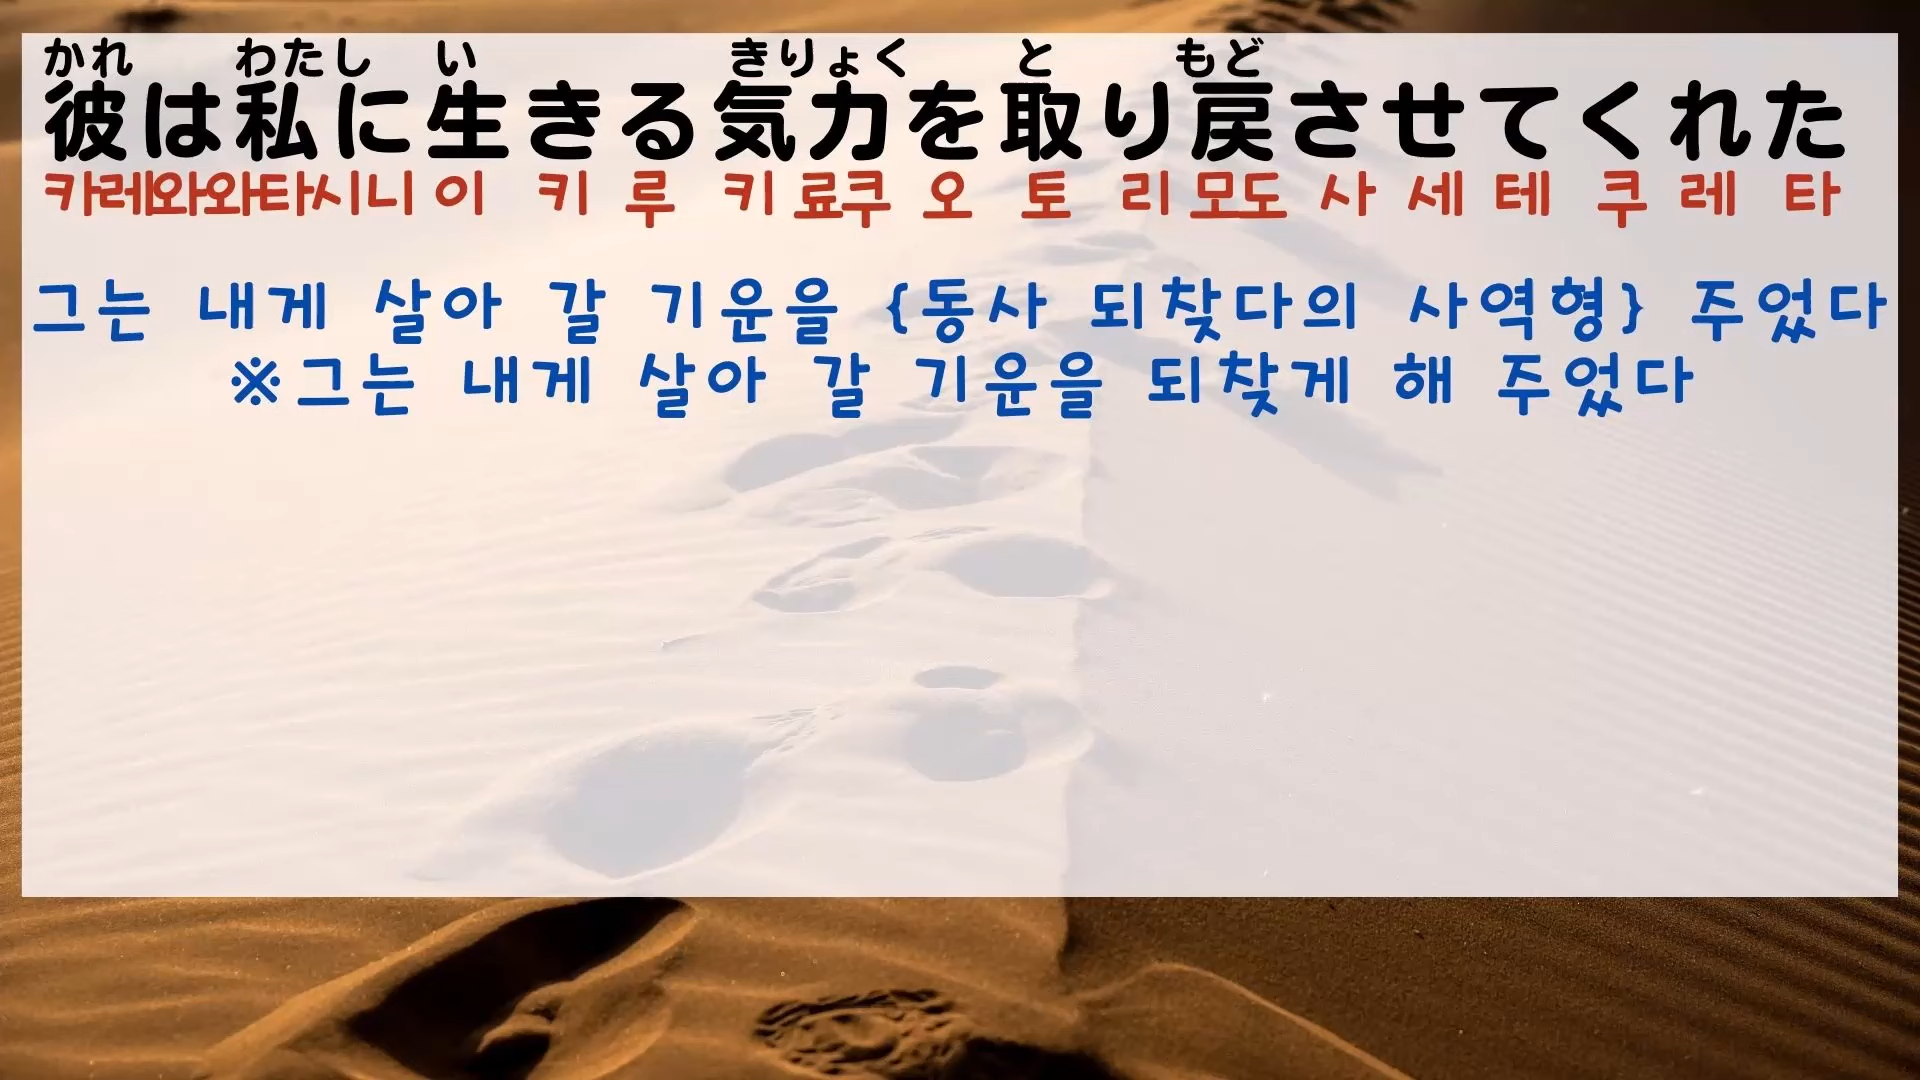 かれ わたし い きりょく と もど
彼は私に生きる気力を取り戻させてくれた
카레와와타시니 이 키 루 키 료쿠 오 토 리 모도 사 세 테 쿠 레 타
그는 내게 살아 갈 기운을 {동사 되찾다의 사역형} 주었다
※그는 내게 살아 갈 기운을 되찾게 해 주었다